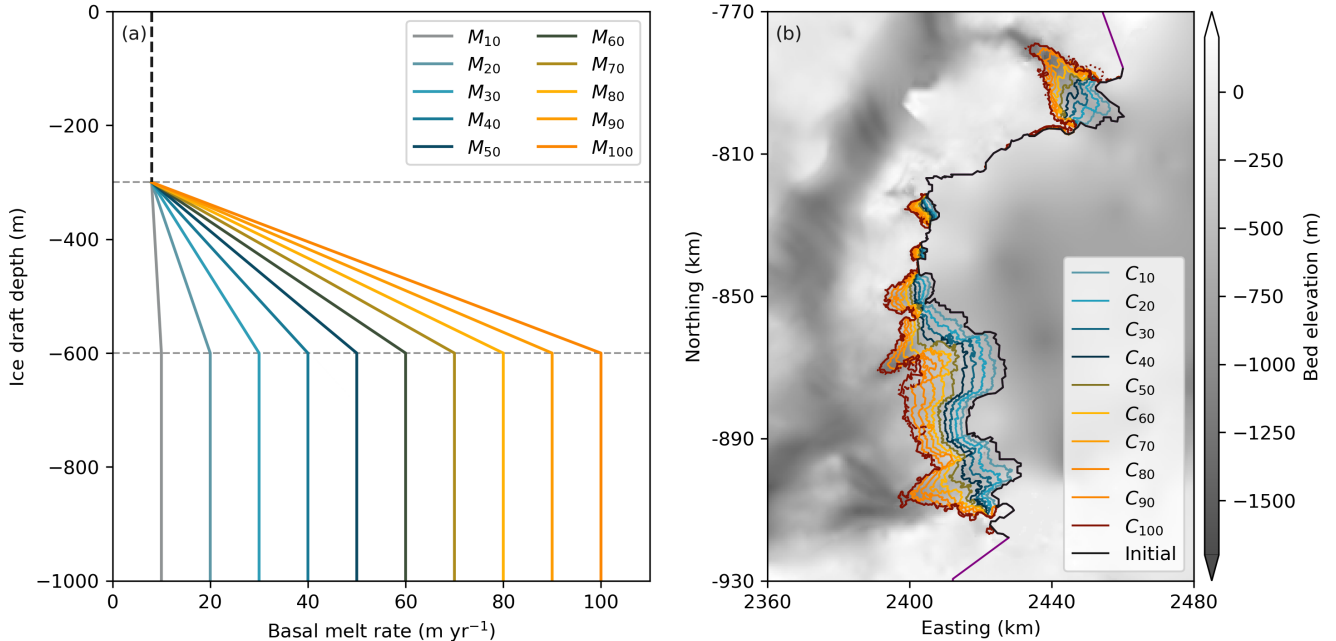 (a)
M10 M60
M20 M70
M30 M80
M40 M90
M50 M100
0
−200
−400
−600
−800
−1000
Ice draft depth (m)
0 20 40 60 80 100
Basal melt rate (m yr−1)
(b)
-770
-810
-850
-890
-930
Northing (km)
2360 2400 2440 2480
Easting (km)
C10
C20
C30
C40
C50
C60
C70
C80
C90
C100
Initial
0
−250
−500
−750
−1000
−1250
−1500
Bed elevation (m)